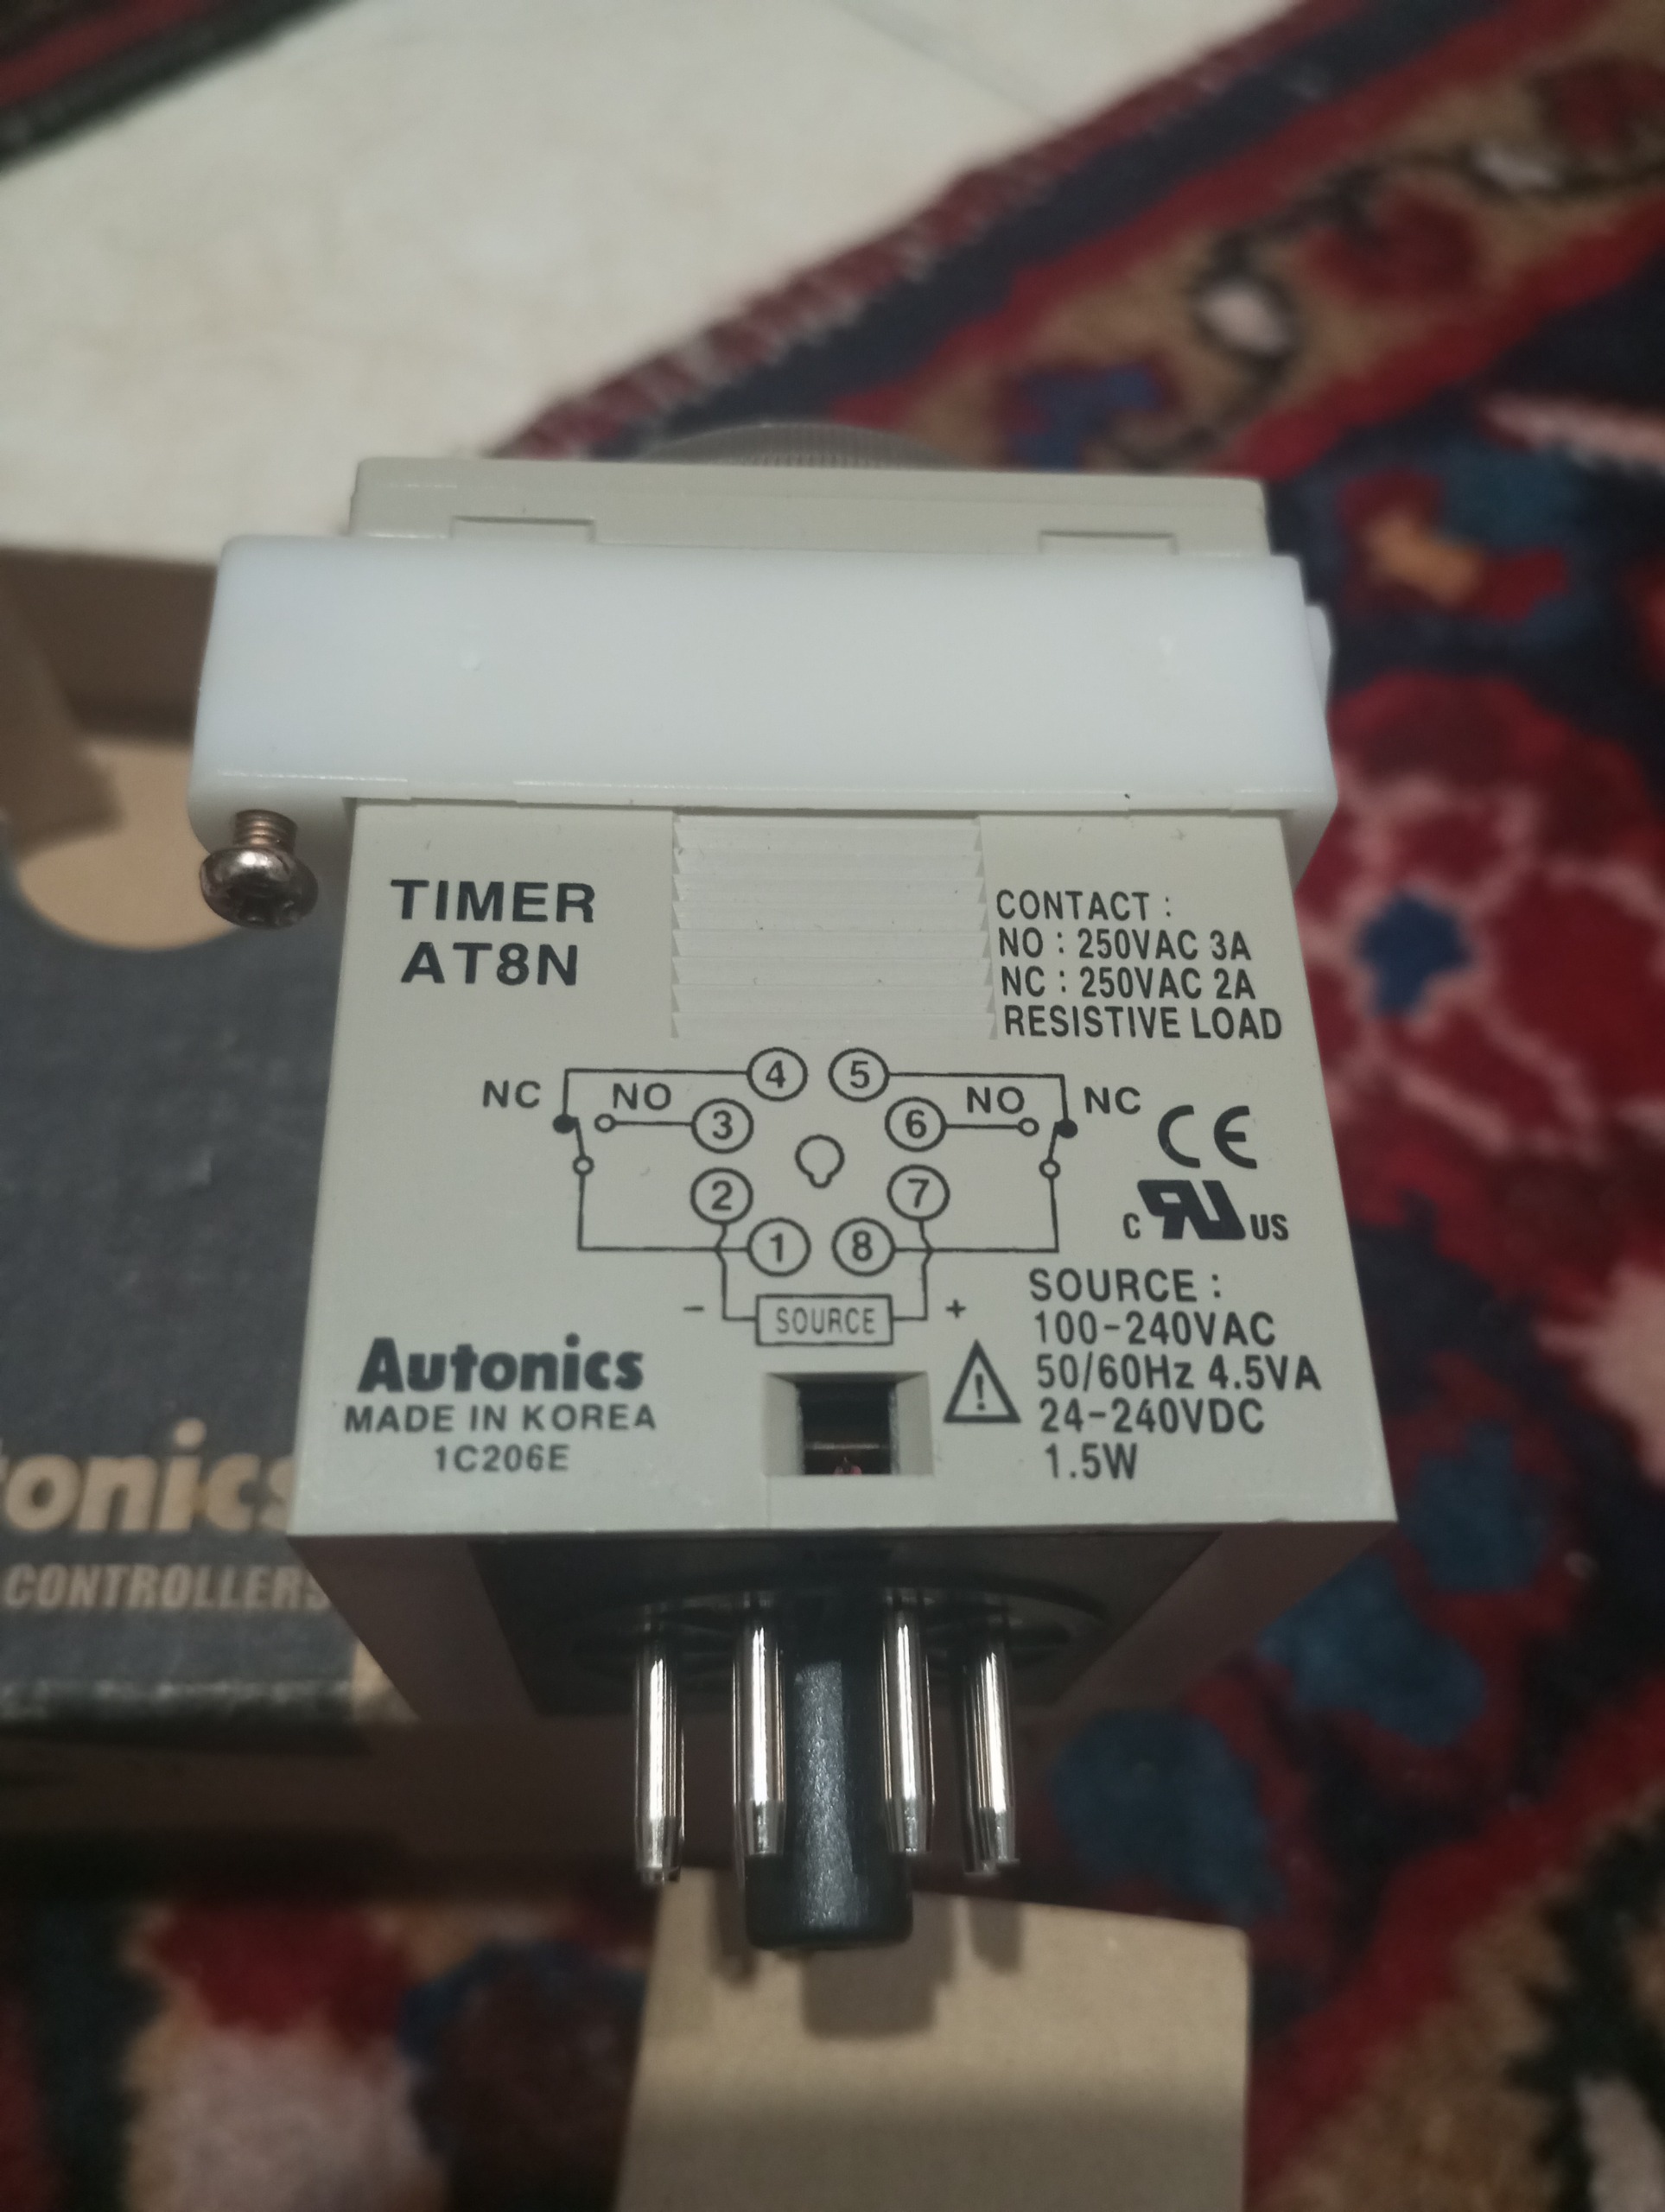 TIMER
AT8N
CONTACT :
NO : 250VAC 3A
NC : 250VAC 2A
RESISTIVE LOAD
4 5
NC NO 3 6 NO NC
2 7
1 8
- SOURCE +
CE
C RU US
SOURCE :
100-240VAC
50/60Hz 4.5VA
24-240VDC
1.5W
!
Autonics
MADE IN KOREA
1C206E
tonics
CONTROLLERS